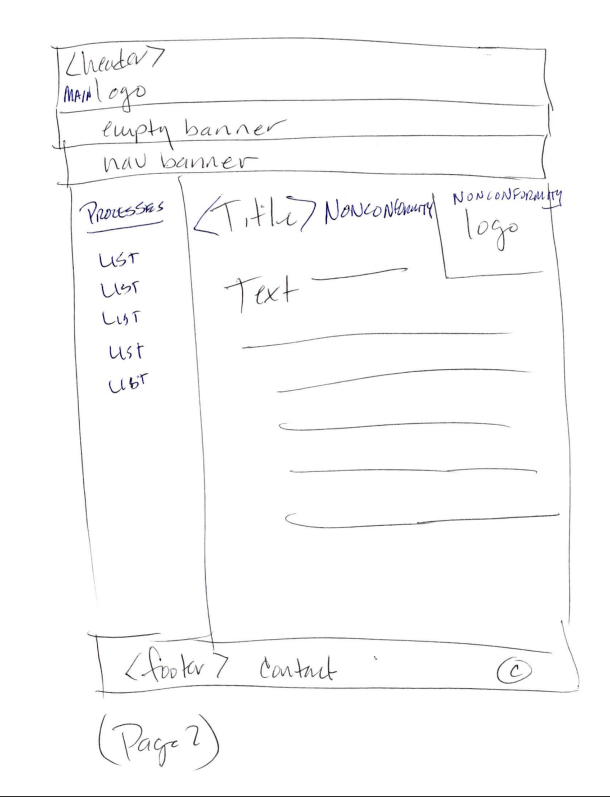 <header>
MAIN logo
empty banner
nav banner
PROCESSES
LIST
LIST
LIST
LIST
LIST
<Title> NONCONFORMITY
NONCONFORMITY
logo
Text
<footer> Contact ©
(Page 2)